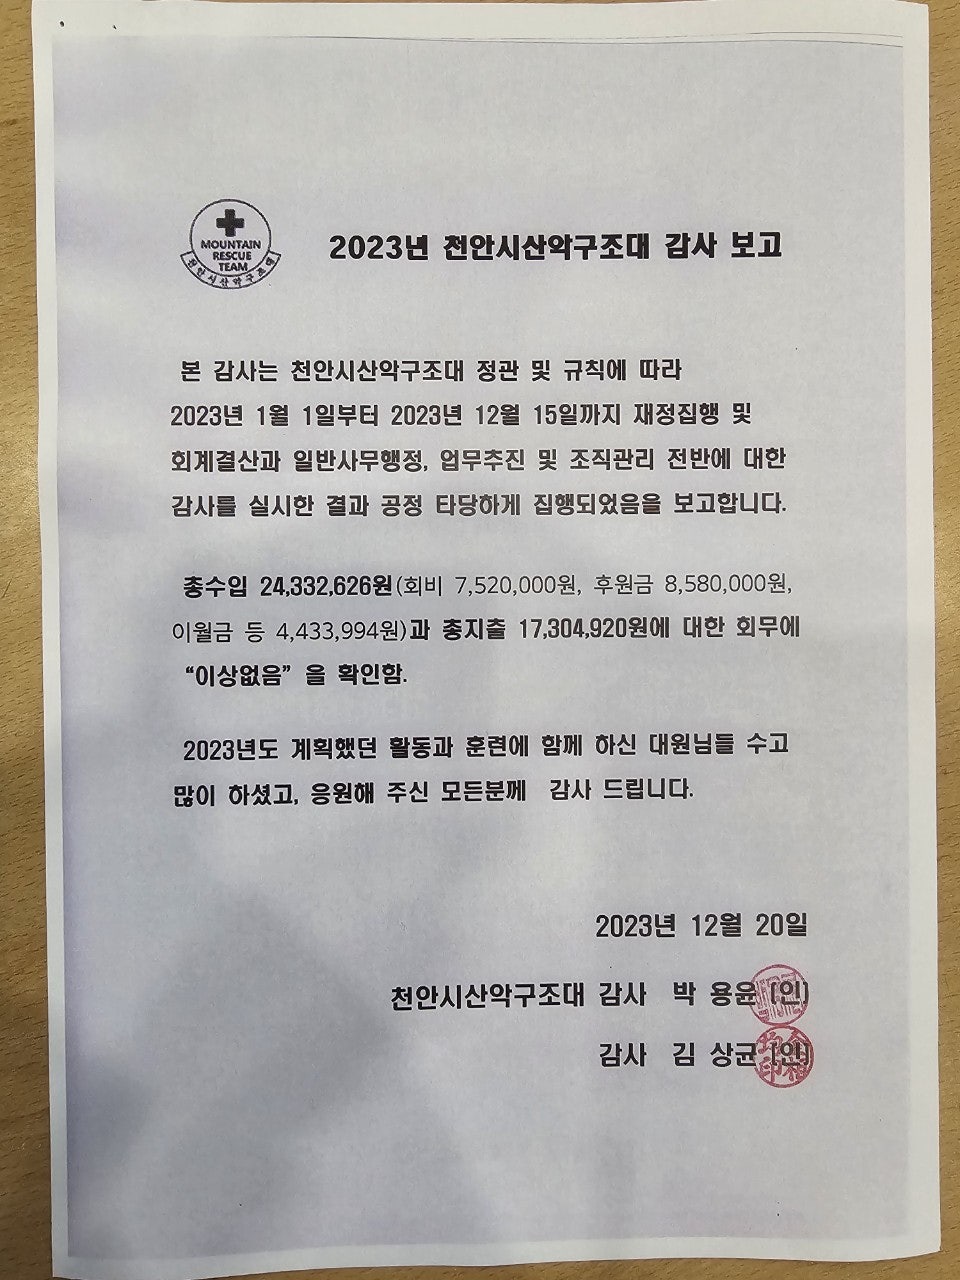 MOUNTAIN
RESCUE
TEAM
천안시산악구조대
2023년 천안시산악구조대 감사 보고
본 감사는 천안시산악구조대 정관 및 규칙에 따라
2023년 1월 1일부터 2023년 12월 15일까지 재정집행 및
회계결산과 일반사무행정, 업무추진 및 조직관리 전반에 대한
감사를 실시한 결과 공정 타당하게 집행되었음을 보고합니다.
총수입 24,332,626원(회비 7,520,000원, 후원금 8,580,000원,
이월금 등 4,433,994원)과 총지출 17,304,920원에 대한 회무에
“이상없음” 을 확인함.
2023년도 계획했던 활동과 훈련에 함께 하신 대원님들 수고
많이 하셨고, 응원해 주신 모든분께 감사 드립니다.
2023년 12월 20일
천안시산악구조대 감사 박 용윤 [인]
감사 김 상균 [인]